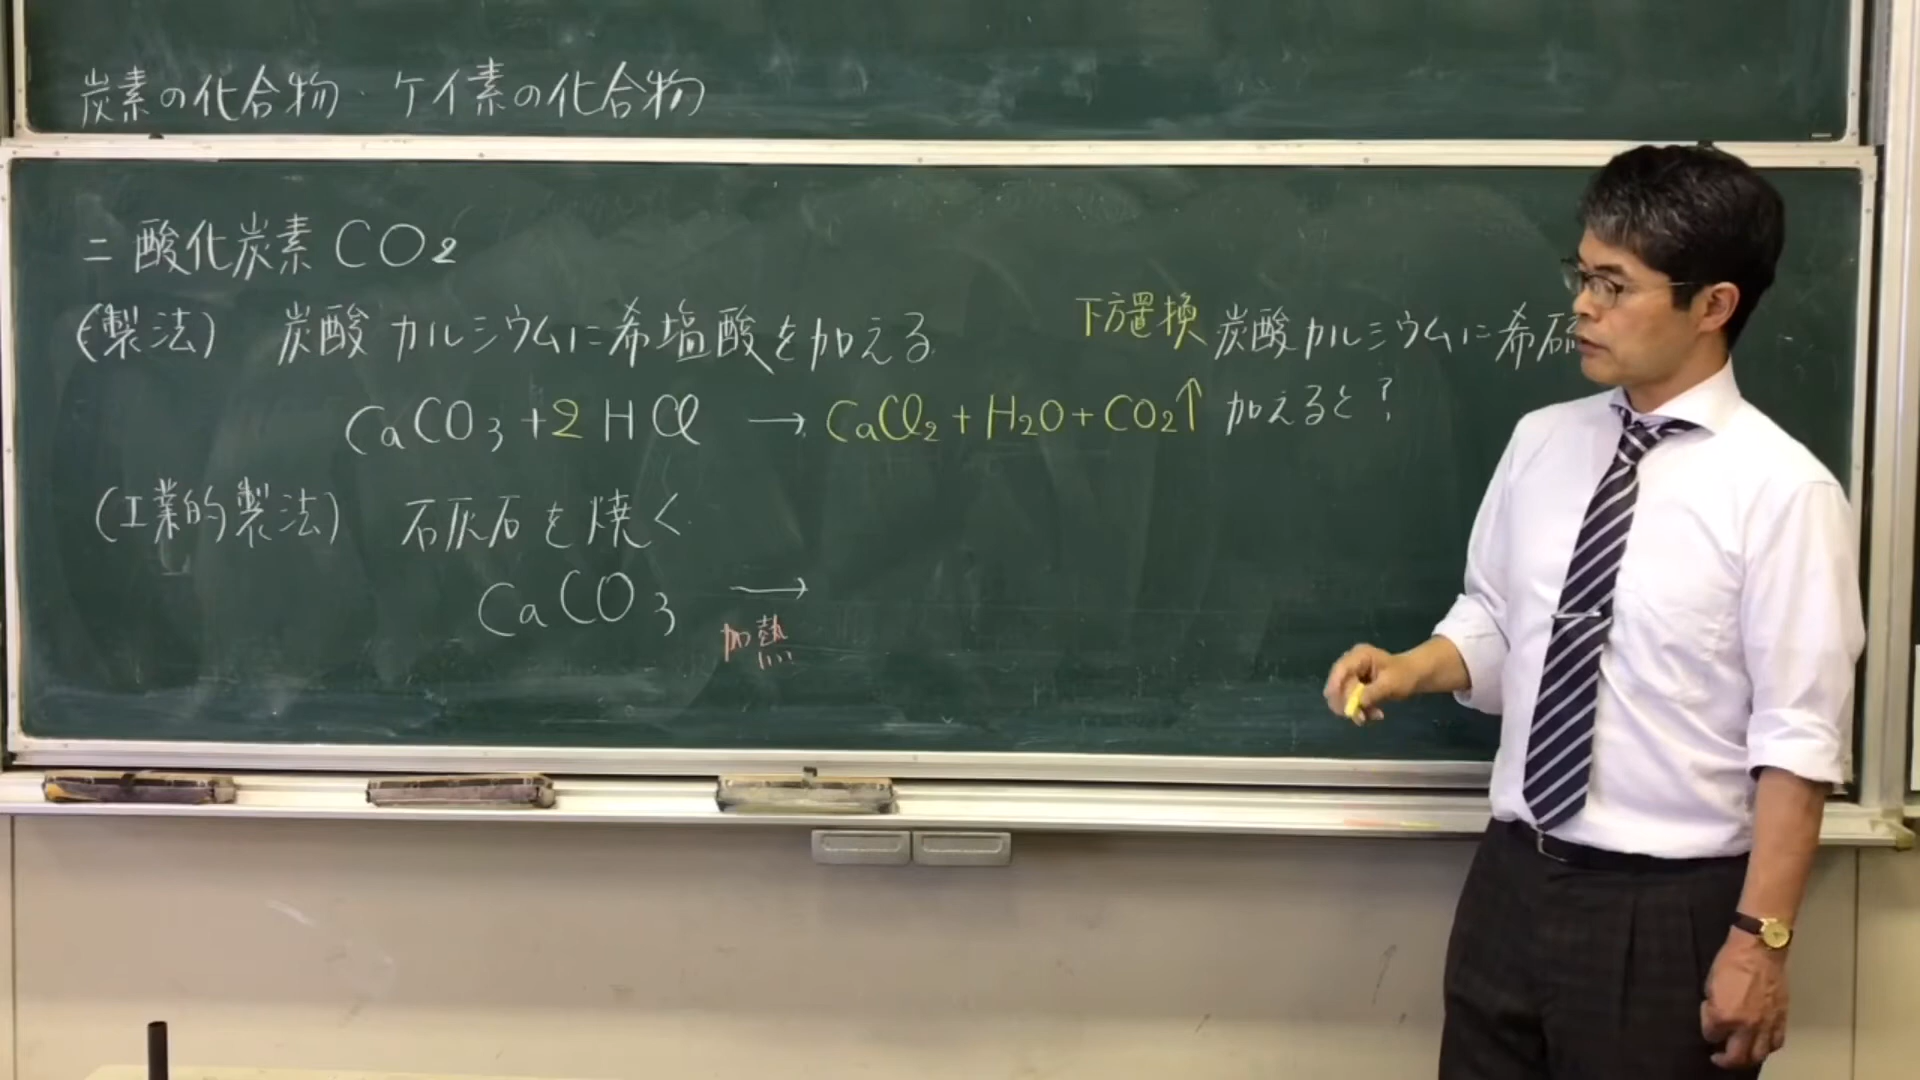 炭素の化合物・ケイ素の化合物
二酸化炭素 CO₂
(製法) 炭酸カルシウムに希塩酸を加える
CaCO₃ + 2HCl → CaCl₂ + H₂O + CO₂↑
下方置換
炭酸カルシウムに希硫
加えると?
(工業的製法) 石灰石を焼く
CaCO₃ →
加熱